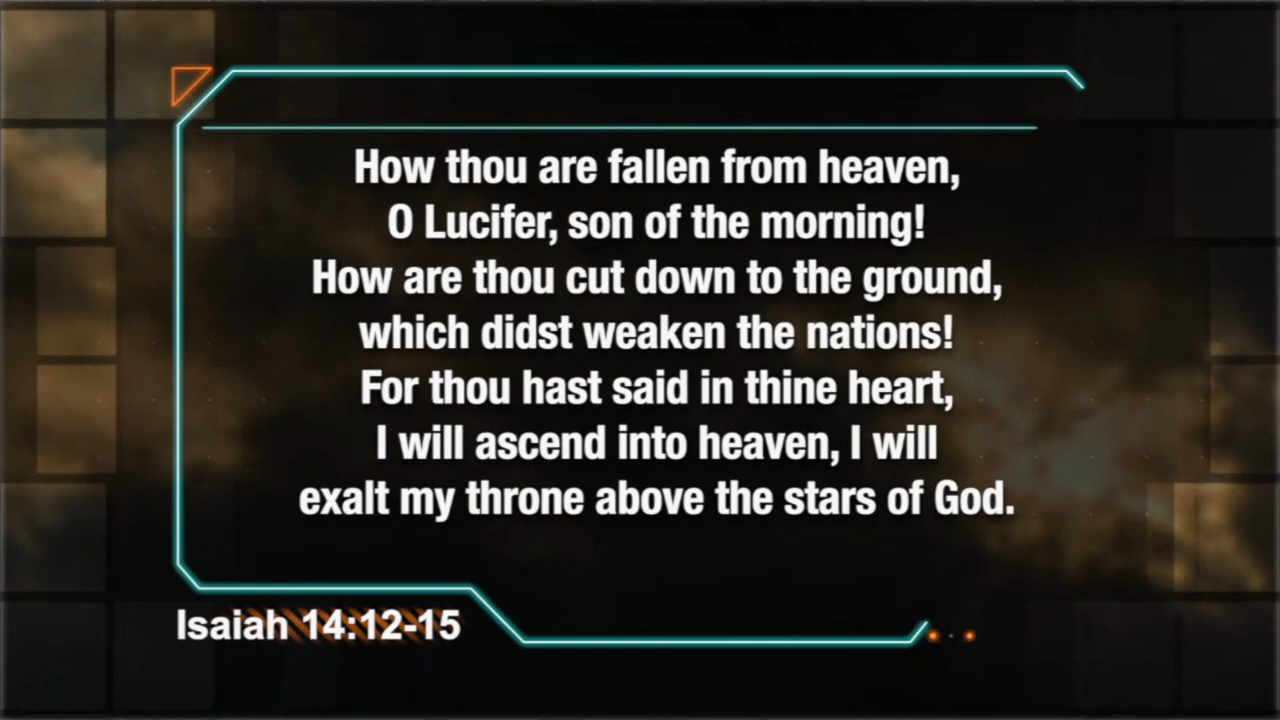 How thou are fallen from heaven,
O Lucifer, son of the morning!
How are thou cut down to the ground,
which didst weaken the nations!
For thou hast said in thine heart,
I will ascend into heaven, I will
exalt my throne above the stars of God.
Isaiah 14:12-15